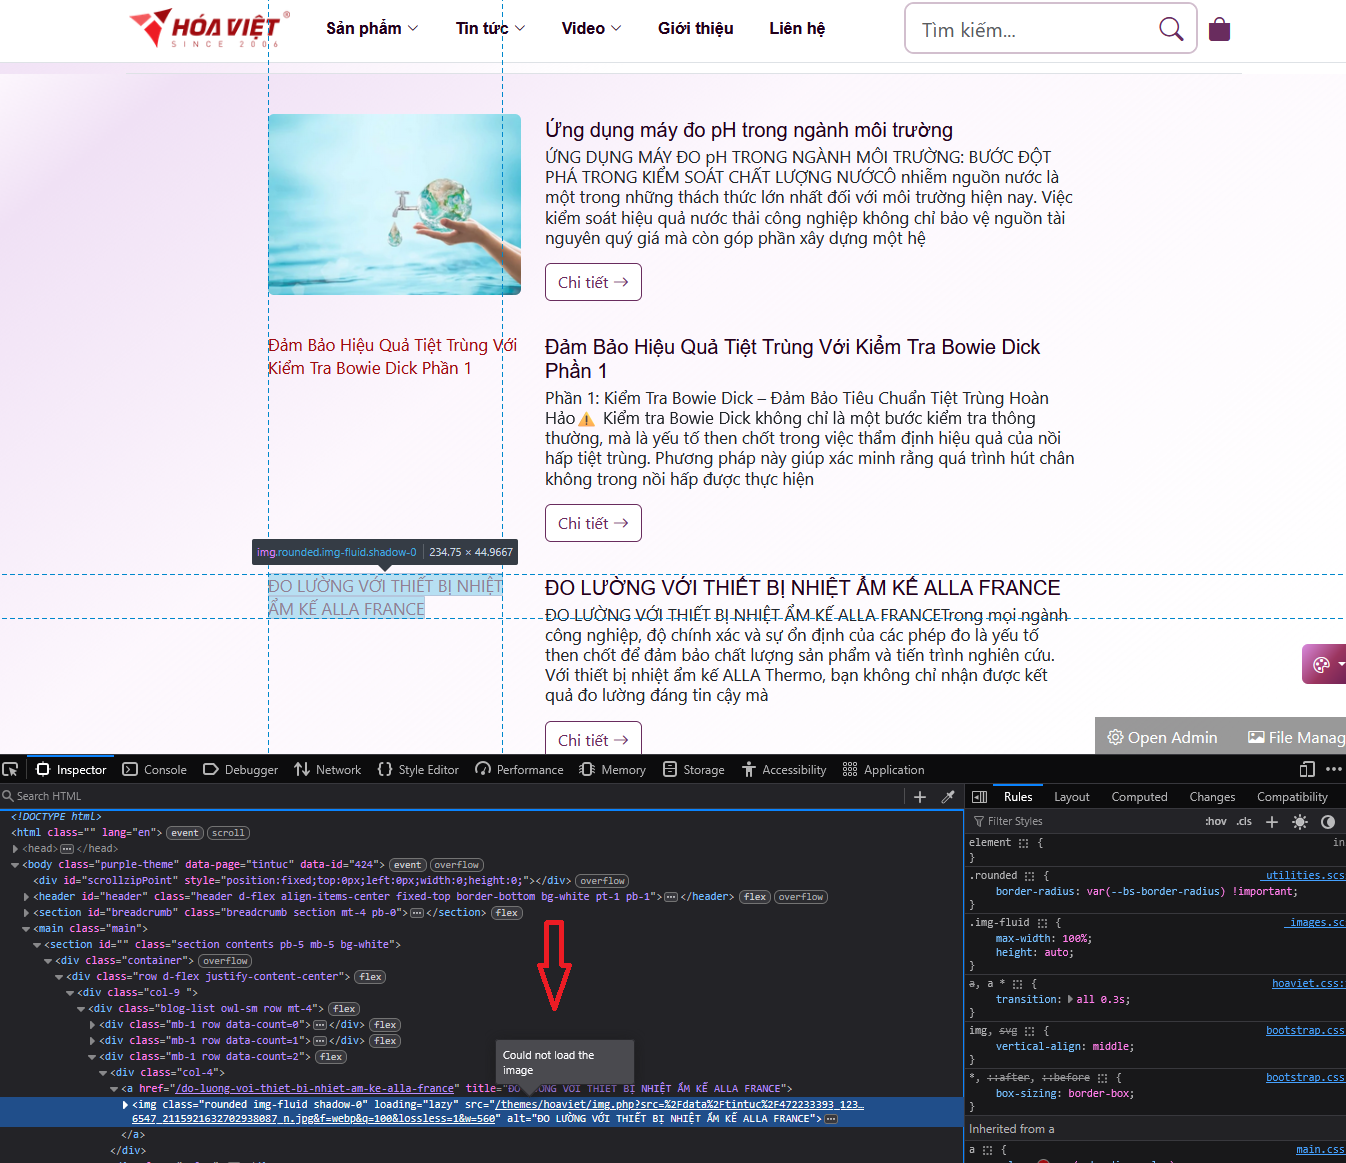 HÓA VIỆT ®
SINCE 2006
Sản phẩm
Tin tức
Video
Giới thiệu
Liên hệ
Tìm kiếm...
Ứng dụng máy đo pH trong ngành môi trường
ỨNG DỤNG MÁY ĐO pH TRONG NGÀNH MÔI TRƯỜNG: BƯỚC ĐỘT
PHÁ TRONG KIỂM SOÁT CHẤT LƯỢNG NƯỚCÔ nhiễm nguồn nước là
một trong những thách thức lớn nhất đối với môi trường hiện nay. Việc
kiểm soát hiệu quả nước thải công nghiệp không chỉ bảo vệ nguồn tài
nguyên quý giá mà còn góp phần xây dựng một hệ
Chi tiết →
Đảm Bảo Hiệu Quả Tiệt Trùng Với
Kiểm Tra Bowie Dick Phần 1
Đảm Bảo Hiệu Quả Tiệt Trùng Với Kiểm Tra Bowie Dick
Phần 1
Phần 1: Kiểm Tra Bowie Dick – Đảm Bảo Tiêu Chuẩn Tiệt Trùng Hoàn
Hảo⚠️ Kiểm tra Bowie Dick không chỉ là một bước kiểm tra thông
thường, mà là yếu tố then chốt trong việc thẩm định hiệu quả của nồi
hấp tiệt trùng. Phương pháp này giúp xác minh rằng quá trình hút chân
không trong nồi hấp được thực hiện
Chi tiết →
img.rounded.img-fluid.shadow-0 | 234.75 × 44.9667
ĐO LƯỜNG VỚI THIẾT BỊ NHIỆT
ẨM KẾ ALLA FRANCE
ĐO LƯỜNG VỚI THIẾT BỊ NHIỆT ẨM KẾ ALLA FRANCE
ĐO LƯỜNG VỚI THIẾT BỊ NHIỆT ẨM KẾ ALLA FRANCETrong mọi ngành
công nghiệp, độ chính xác và sự ổn định của các phép đo là yếu tố
then chốt để đảm bảo chất lượng sản phẩm và tiến trình nghiên cứu.
Với thiết bị nhiệt ẩm kế ALLA Thermo, bạn không chỉ nhận được kết
quả đo lường đáng tin cậy mà
Chi tiết →
Open Admin
File Manag
Inspector
Console
Debugger
Network
Style Editor
Performance
Memory
Storage
Accessibility
Application
Search HTML
<!DOCTYPE html>
<html class="" lang="en"> event scroll
<head>…</head>
<body class="purple-theme" data-page="tintuc" data-id="424"> event overflow
<div id="scrollzipPoint" style="position:fixed;top:0px;left:0px;width:0;height:0;"></div> overflow
<header id="header" class="header d-flex align-items-center fixed-top border-bottom bg-white pt-1 pb-1">…</header> flex overflow
<section id="breadcrumb" class="breadcrumb section mt-4 pb-0">…</section> flex
<main class="main">
<section id="" class="section contents pb-5 mb-5 bg-white">
<div class="container"> overflow
<div class="row d-flex justify-content-center"> flex
<div class="col-9 ">
<div class="blog-list owl-sm row mt-4"> flex
<div class="mb-1 row data-count=0">…</div> flex
<div class="mb-1 row data-count=1">…</div> flex
<div class="mb-1 row data-count=2"> flex
<div class="col-4">
Could not load the
image
<a href="/do-luong-voi-thiet-bi-nhiet-am-ke-alla-france" title="ĐO LƯỜNG VỚI THIẾT BỊ NHIỆT ẨM KẾ ALLA FRANCE">
<img class="rounded img-fluid shadow-0" loading="lazy" src="/themes/hoaviet/img.php?src=%2Fdata%2Ftintuc%2F472233393_123…
6547_2115921632702938087_n.jpg&f=webp&q=100&lossless=1&w=560" alt="ĐO LƯỜNG VỚI THIẾT BỊ NHIỆT ẨM KẾ ALLA FRANCE">…
</a>
</div>
Rules
Layout
Computed
Changes
Compatibility
Filter Styles
:hov
.cls
element {
in
}
.rounded {
_utilities.scs
border-radius: var(--bs-border-radius) !important;
}
.img-fluid {
_images.sc
max-width: 100%;
height: auto;
}
a, a * {
hoaviet.css:
transition: all 0.3s;
}
img, svg {
bootstrap.css
vertical-align: middle;
}
*, ::after, ::before {
bootstrap.css
box-sizing: border-box;
}
Inherited from a
a {
main.css